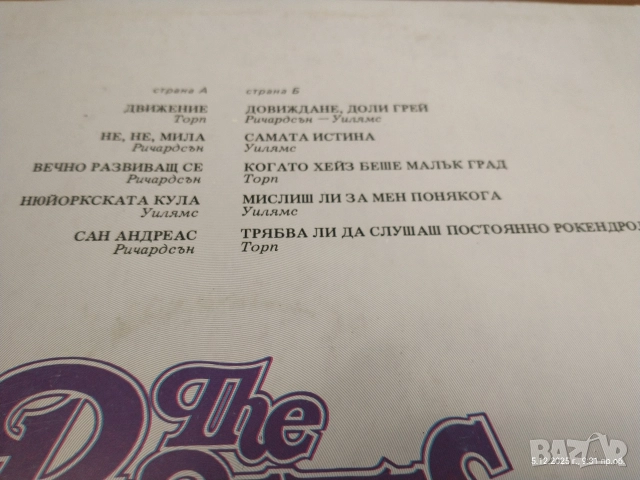 страна А
ДВИЖЕНИЕ
Торп
НЕ, НЕ, МИЛА
Ричардсън
ВЕЧНО РАЗВИВАЩ СЕ
Ричардсън
НЮЙОРКСКАТА КУЛА
Уилямс
САН АНДРЕАС
Ричардсън
страна Б
ДОВИЖДАНЕ, ДОЛИ ГРЕЙ
Ричардсън — Уилямс
САМАТА ИСТИНА
Уилямс
КОГАТО ХЕЙЗ БЕШЕ МАЛЪК ГРАД
Торп
МИСЛИШ ЛИ ЗА МЕН ПОНЯКОГА
Уилямс
ТРЯБВА ЛИ ДА СЛУШАШ ПОСТОЯННО РОКЕНДРОЛ
Торп
The
BAZAR